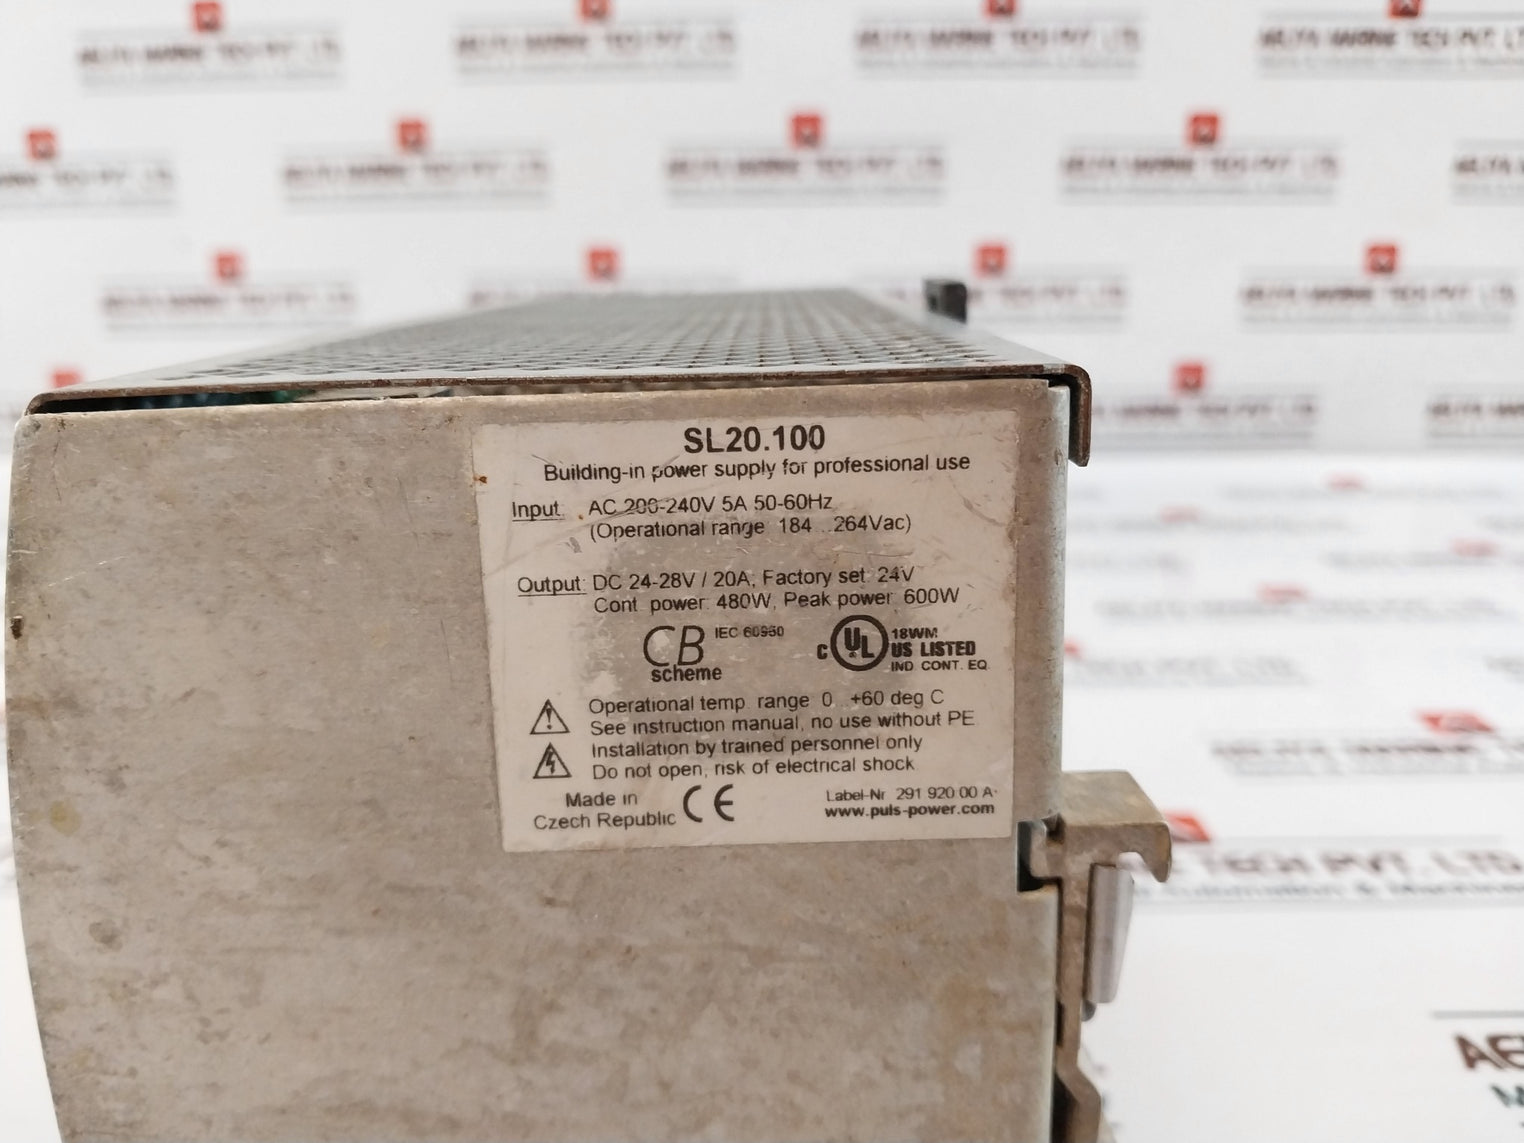 SL20.100
Building-in power supply for professional use
Input: AC 200-240V 5A 50-60Hz
(Operational range 184...264Vac)
Output: DC 24-28V / 20A, Factory set 24V
Cont. power: 480W, Peak power 600W
CB scheme IEC 60950
C UL US LISTED 18WM
IND. CONT. EQ.
Operational temp. range 0...+60 deg C
See instruction manual, no use without PE
Installation by trained personnel only
Do not open, risk of electrical shock
Made in
Czech Republic
CE
Label-Nr 291 920 00 A
www.puls-power.com